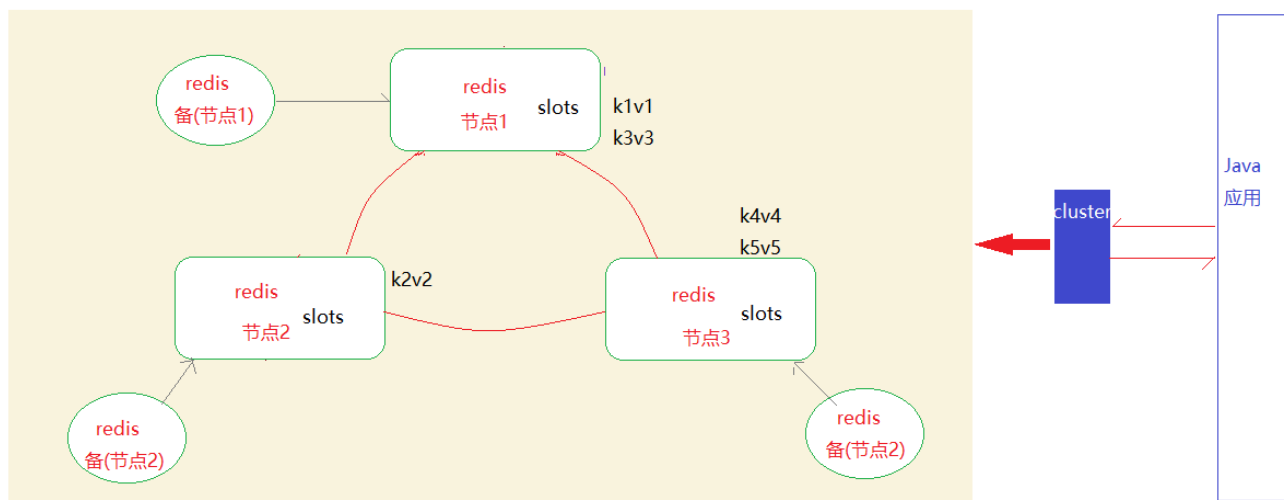 redis
备(节点1)
redis
节点1
slots
k1v1
k3v3
k4v4
k5v5
redis
节点2
slots
k2v2
redis
节点3
slots
redis
备(节点2)
redis
备(节点2)
cluster
Java
应用